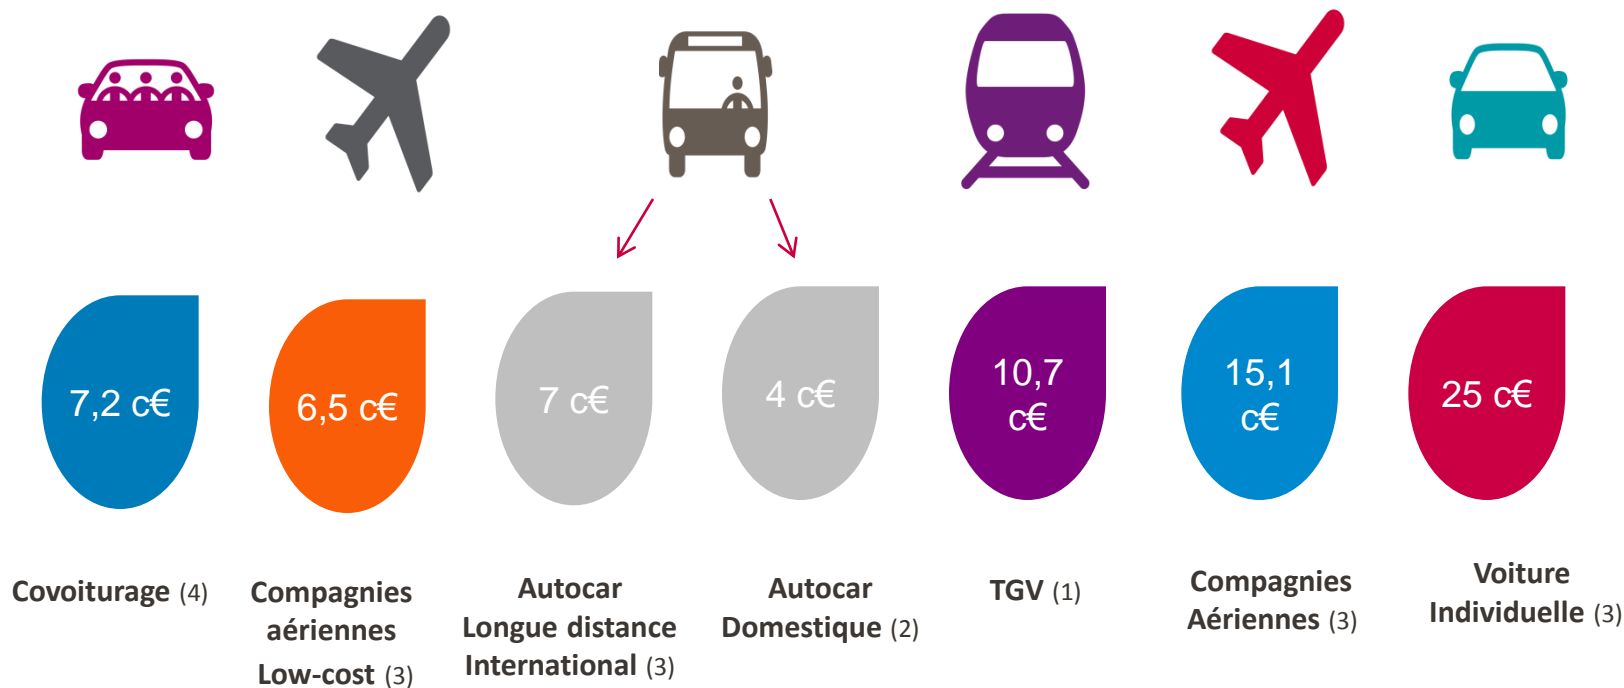 7,2 c€
6,5 c€
7 c€
4 c€
10,7
c€
15,1
c€
25 c€
Covoiturage (4)
Compagnies
aériennes
Low-cost (3)
Autocar
Longue distance
International (3)
Autocar
Domestique (2)
TGV (1)
Compagnies
Aériennes (3)
Voiture
Individuelle (3)